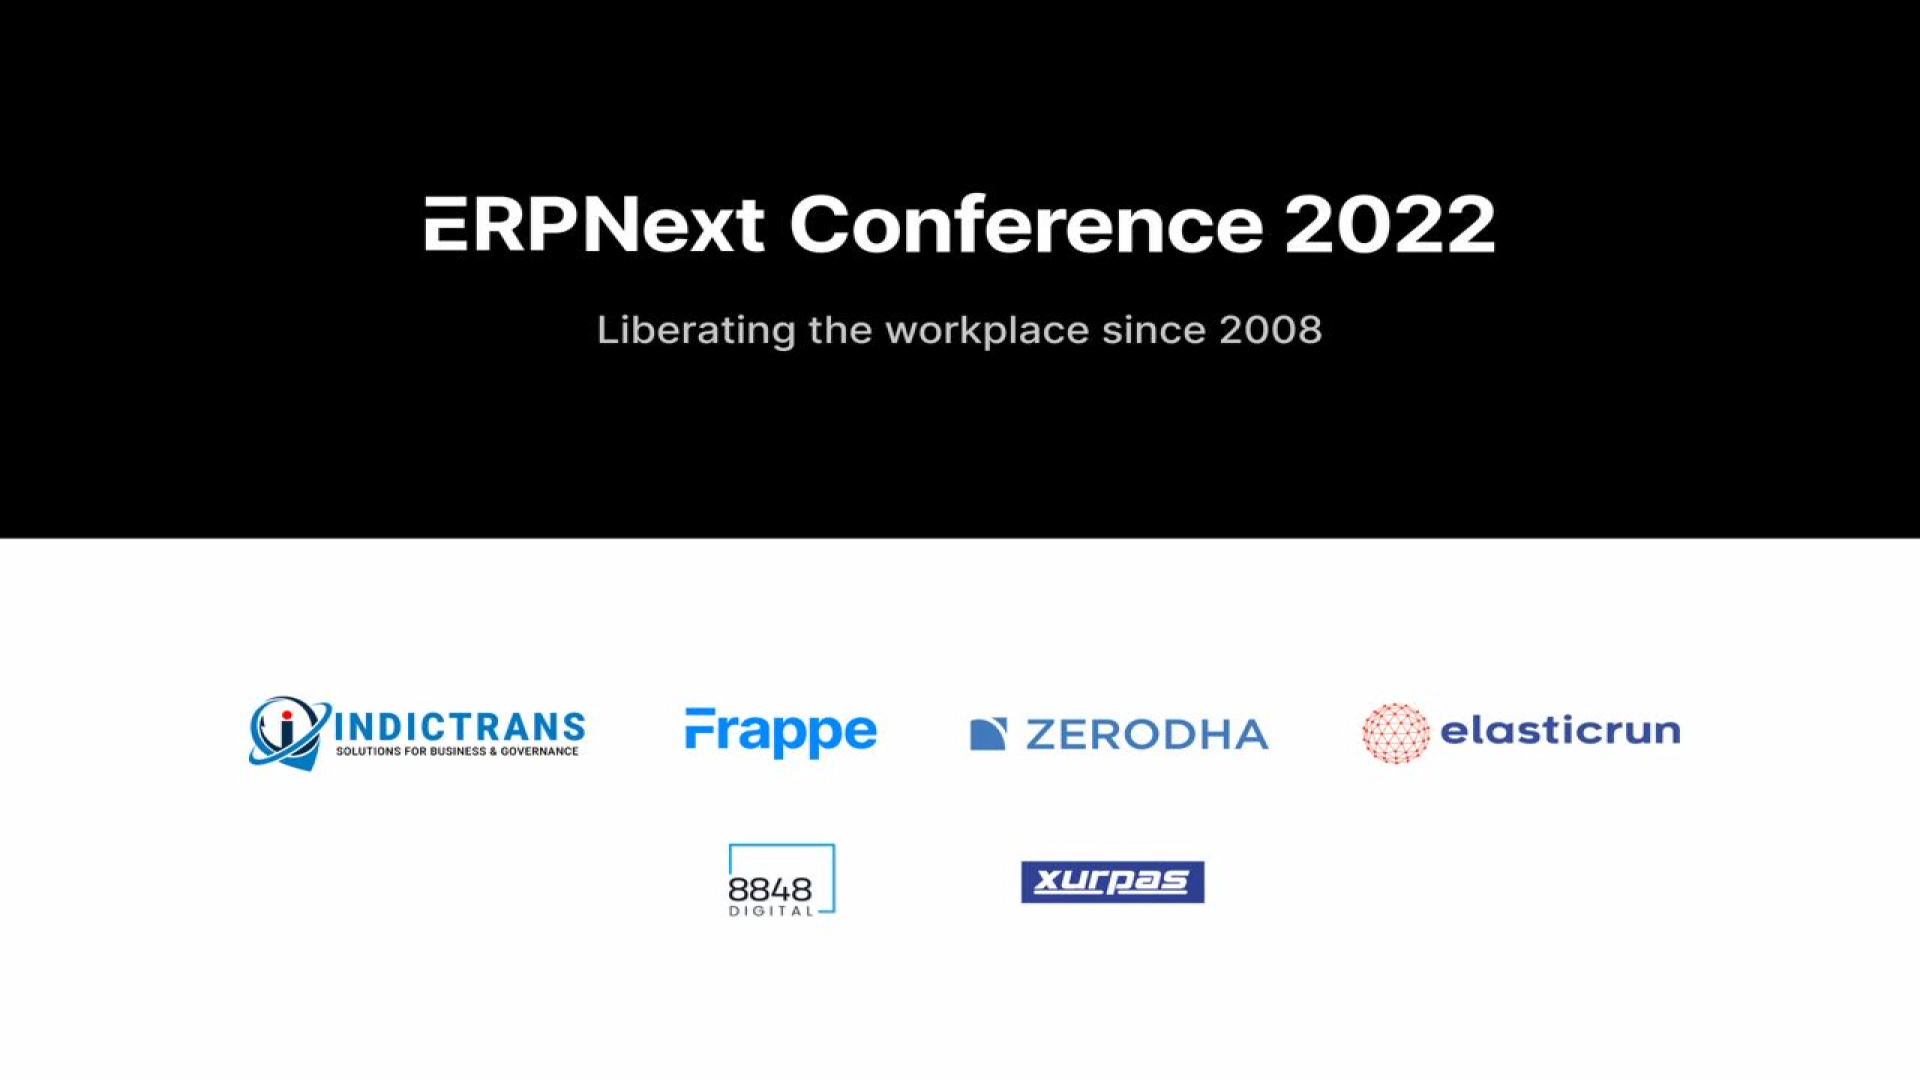 ERPNext Conference 2022
Liberating the workplace since 2008
INDICTRANS
SOLUTIONS FOR BUSINESS & GOVERNANCE
Frappe
ZERODHA
elasticrun
8848
DIGITAL
xurpas